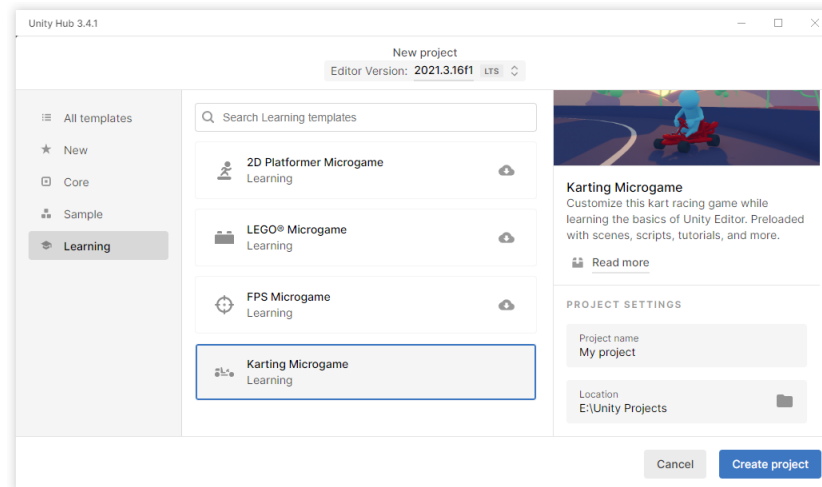 Unity Hub 3.4.1
New project
Editor Version: 2021.3.16f1 LTS
All templates
New
Core
Sample
Learning
Search Learning templates
2D Platformer Microgame
Learning
LEGO® Microgame
Learning
FPS Microgame
Learning
Karting Microgame
Learning
Karting Microgame
Customize this kart racing game while
learning the basics of Unity Editor. Preloaded
with scenes, scripts, tutorials, and more.
Read more
PROJECT SETTINGS
Project name
My project
Location
E:\Unity Projects
Cancel
Create project